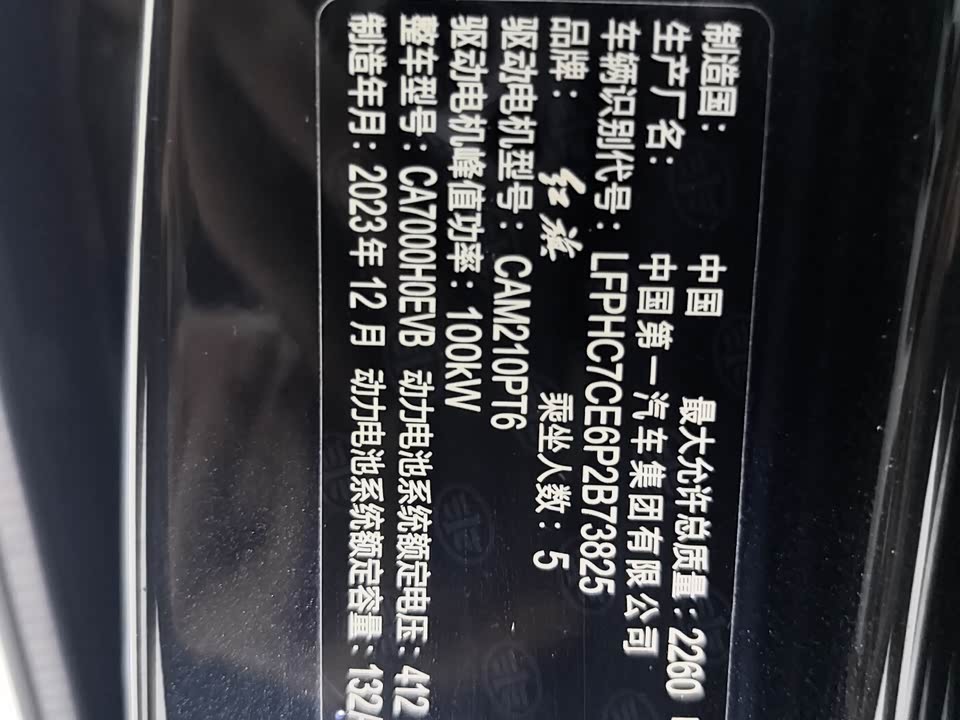 制造国： 中国 最大允许总质量：2260
生产厂名： 中国第一汽车集团有限公司
车辆识别代号：LFPHC7CE6P2B73825
品牌： 红旗 乘坐人数：5
驱动电机型号：CAM210PT6
驱动电机峰值功率：100kW
整车型号：CA7000H0EVB 动力电池系统额定电压：412
制造年月：2023年12月 动力电池系统额定容量：132